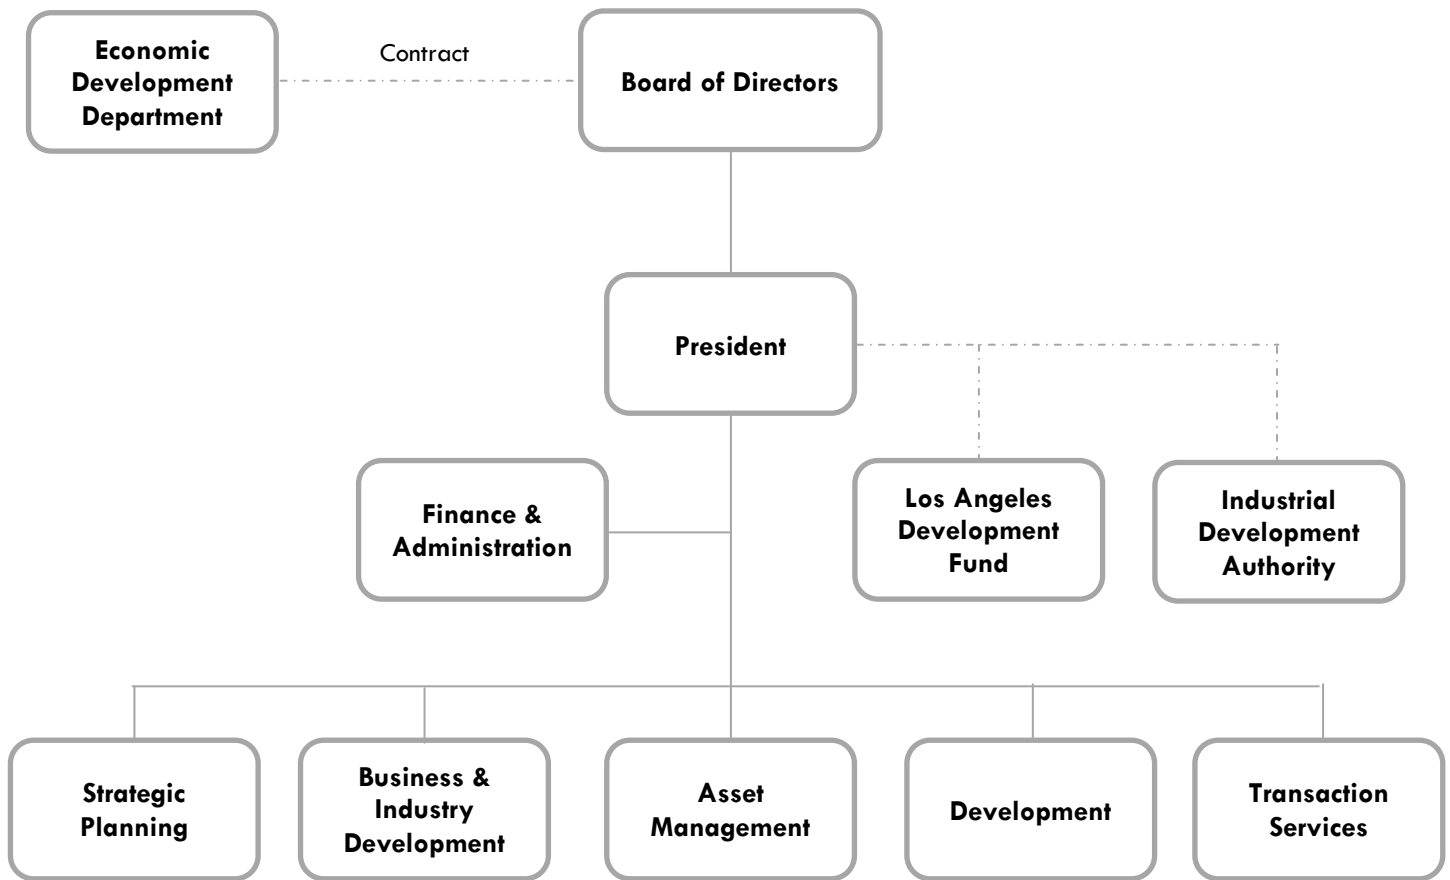 Economic
Development
Department
Contract
Board of Directors
President
Finance &
Administration
Los Angeles
Development
Fund
Industrial
Development
Authority
Strategic
Planning
Business &
Industry
Development
Asset
Management
Development
Transaction
Services